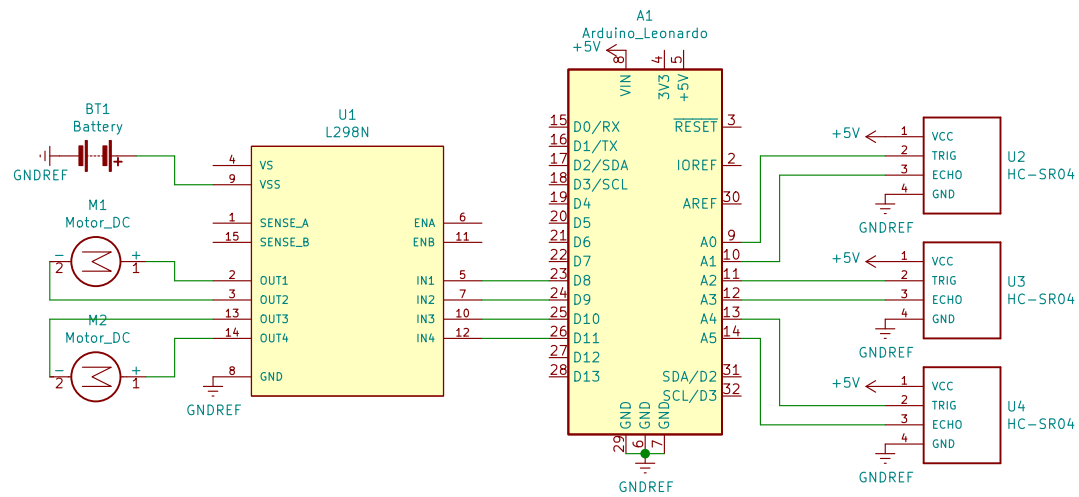 A1
Arduino_Leonardo
+5V
8
4
5
VIN
3V3
+5V
BT1
Battery
+
GNDREF
U1
L298N
4 VS
9 VSS
1 SENSE_A
15 SENSE_B
2 OUT1
3 OUT2
13 OUT3
14 OUT4
8 GND
GNDREF
ENA 6
ENB 11
IN1 5
IN2 7
IN3 10
IN4 12
M1
Motor_DC
- +
2 1
M2
Motor_DC
- +
2 1
15 D0/RX
16 D1/TX
17 D2/SDA
18 D3/SCL
19 D4
20 D5
21 D6
22 D7
23 D8
24 D9
25 D10
26 D11
27 D12
28 D13
RESET 3
IOREF 2
AREF 30
A0 9
A1 10
A2 11
A3 12
A4 13
A5 14
SDA/D2 31
SCL/D3 32
GND
GND
GND
29
6
7
GNDREF
+5V
1 VCC
2 TRIG
3 ECHO
4 GND
GNDREF
U2
HC-SR04
+5V
1 VCC
2 TRIG
3 ECHO
4 GND
GNDREF
U3
HC-SR04
+5V
1 VCC
2 TRIG
3 ECHO
4 GND
GNDREF
U4
HC-SR04